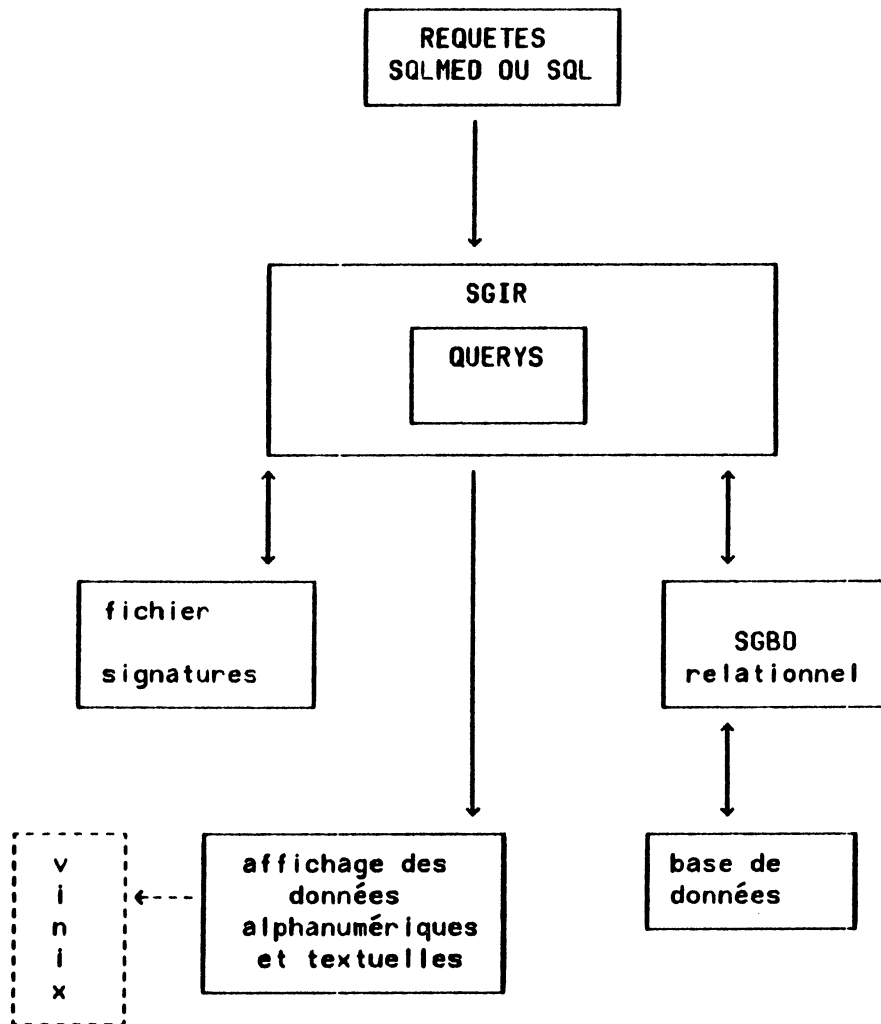 REQUETES
SQLMED OU SQL
SGIR
QUERYS
fichier
signatures
SGBD
relationnel
v
i
n
i
x
affichage des
données
alphanumériques
et textuelles
base de
données